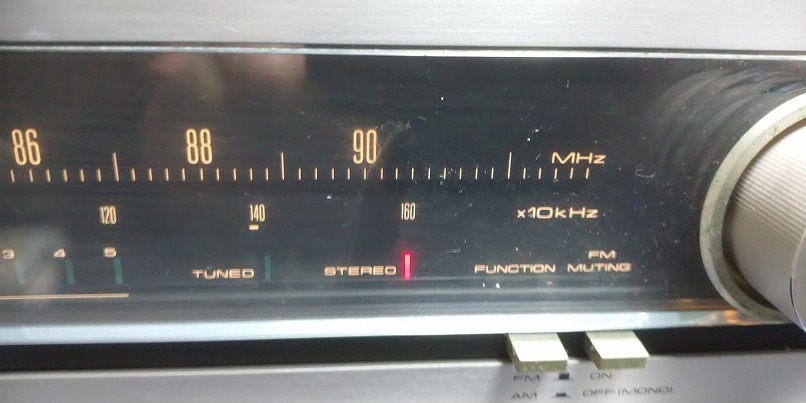 86 88 90 MHz
120 140 160 x10kHz
3 4 5
TUNED STEREO FUNCTION FM MUTING
FM ON
AM OFF (MONO)